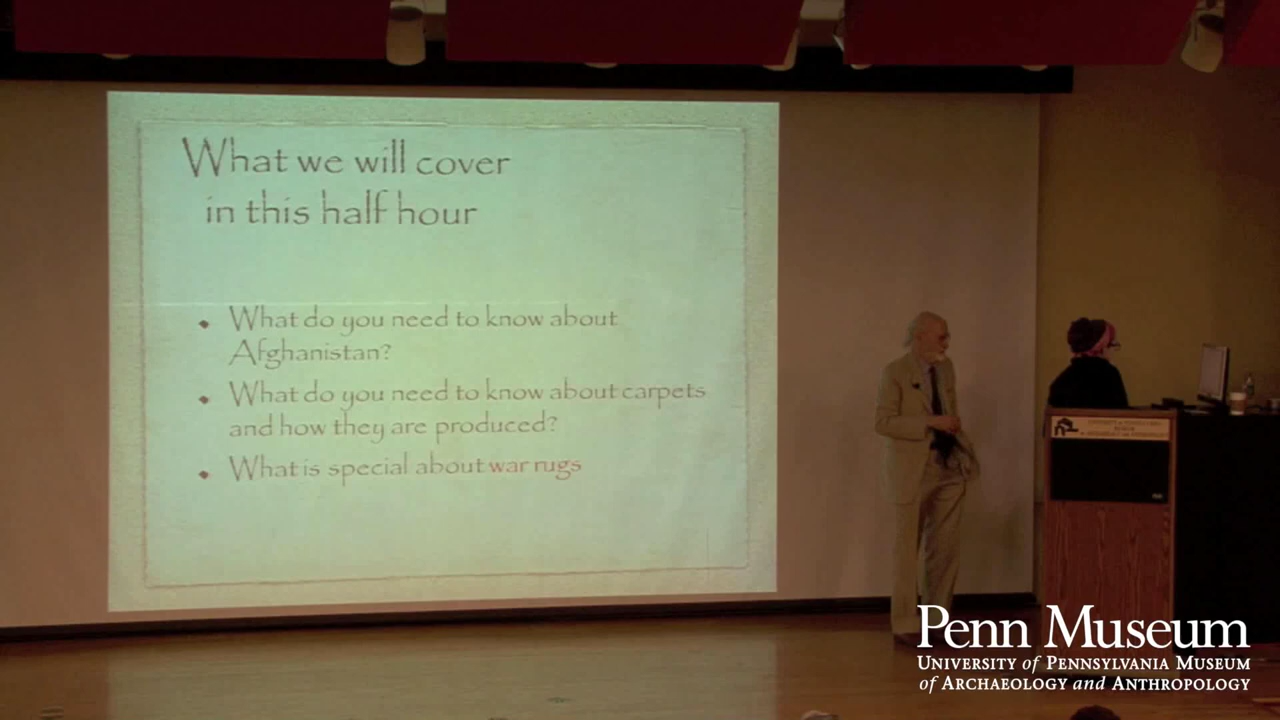 What we will cover
in this half hour
• What do you need to know about
Afghanistan?
• What do you need to know about carpets
and how they are produced?
• What is special about war rugs
Penn Museum
UNIVERSITY of PENNSYLVANIA MUSEUM
of ARCHAEOLOGY and ANTHROPOLOGY